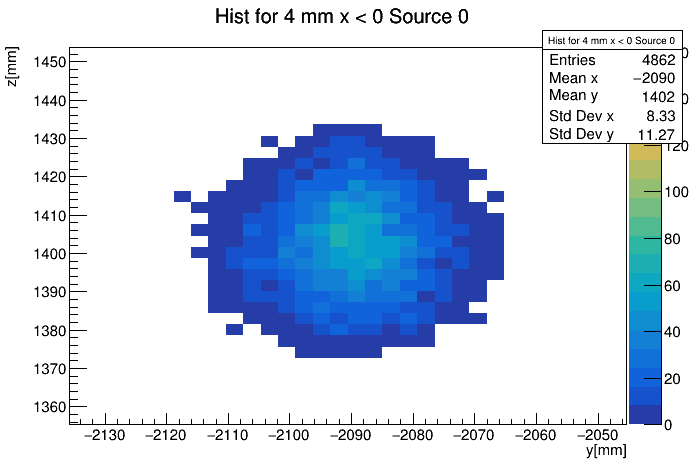 Hist for 4 mm x < 0 Source 0
Hist for 4 mm x < 0 Source 0
Entries 4862
Mean x −2090
Mean y 1402
Std Dev x 8.33
Std Dev y 11.27
z[mm]
1450
1440
1430
1420
1410
1400
1390
1380
1370
1360
−2130 −2120 −2110 −2100 −2090 −2080 −2070 −2060 −2050
y[mm]
120
100
80
60
40
20
0